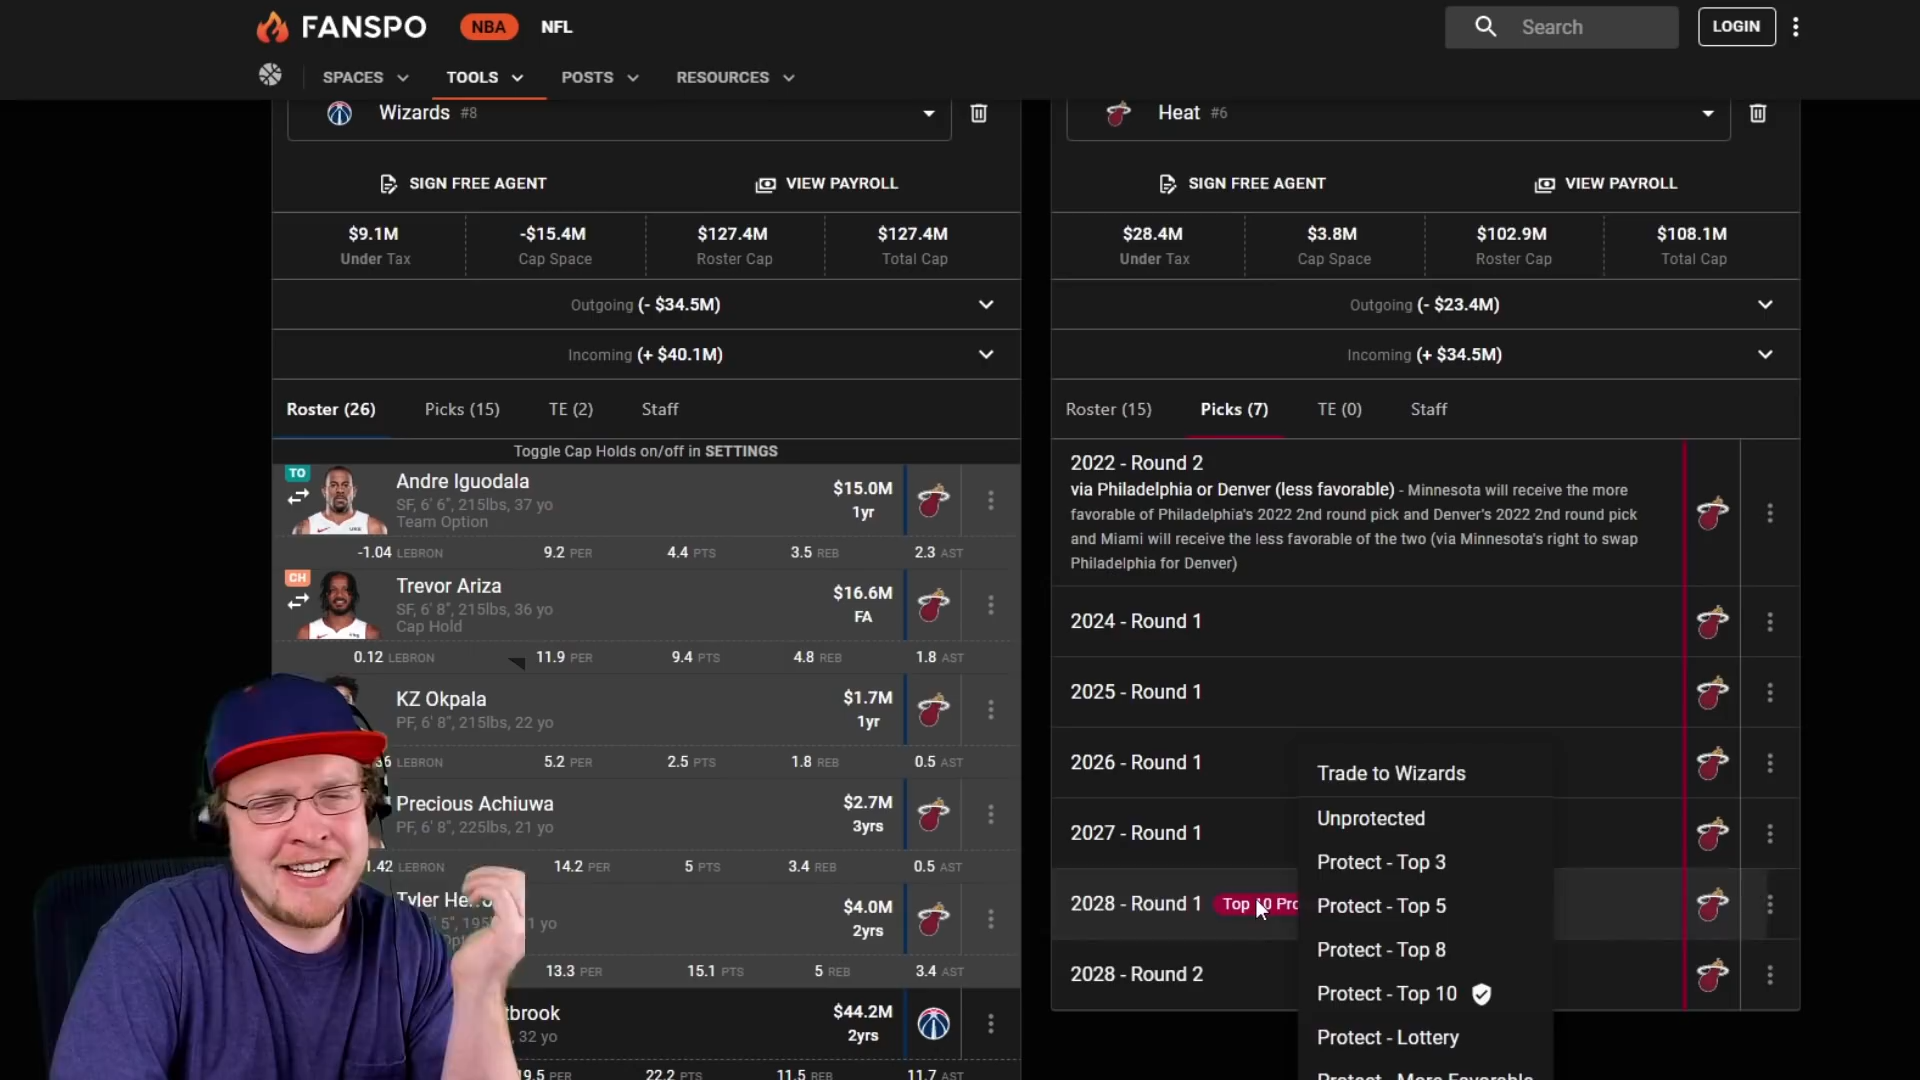 FANSPO NBA NFL Search LOGIN
SPACES TOOLS POSTS RESOURCES
Wizards #8
SIGN FREE AGENT VIEW PAYROLL
$9.1M -$15.4M $127.4M $127.4M
Under Tax Cap Space Roster Cap Total Cap
Outgoing (- $34.5M)
Incoming (+ $40.1M)
Roster (26) Picks (15) TE (2) Staff
Toggle Cap Holds on/off in SETTINGS
TO Andre Iguodala $15.0M
SF, 6' 6", 215lbs, 37 yo 1yr
Team Option
-1.04 LEBRON 9.2 PER 4.4 PTS 3.5 REB 2.3 AST
CH Trevor Ariza $16.6M
SF, 6' 8", 215lbs, 36 yo FA
Cap Hold
0.12 LEBRON 11.9 PER 9.4 PTS 4.8 REB 1.8 AST
KZ Okpala $1.7M
PF, 6' 8", 215lbs, 22 yo 1yr
LEBRON 5.2 PER 2.5 PTS 1.8 REB 0.5 AST
Precious Achiuwa $2.7M
PF, 6' 8", 225lbs, 21 yo 3yrs
LEBRON 14.2 PER 5 PTS 3.4 REB 0.5 AST
Tyler $4.0M
2yrs
13.3 PER 15.1 PTS 5 REB 3.4 AST
$44.2M
32 yo 2yrs
PER 22.2 PTS 11.5 REB 11.7 AST
Heat #6
SIGN FREE AGENT VIEW PAYROLL
$28.4M $3.8M $102.9M $108.1M
Under Tax Cap Space Roster Cap Total Cap
Outgoing (- $23.4M)
Incoming (+ $34.5M)
Roster (15) Picks (7) TE (0) Staff
2022 - Round 2
via Philadelphia or Denver (less favorable) - Minnesota will receive the more
favorable of Philadelphia's 2022 2nd round pick and Denver's 2022 2nd round pick
and Miami will receive the less favorable of the two (via Minnesota's right to swap
Philadelphia for Denver)
2024 - Round 1
2025 - Round 1
2026 - Round 1
2027 - Round 1
2028 - Round 1 Top 10
2028 - Round 2
Trade to Wizards
Unprotected
Protect - Top 3
Protect - Top 5
Protect - Top 8
Protect - Top 10
Protect - Lottery
Protect - More Favorable